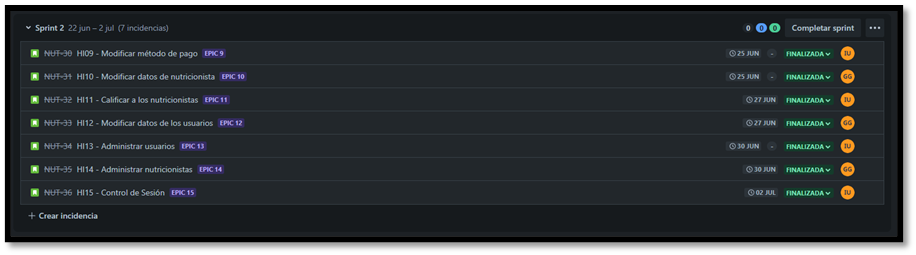 Sprint 2 22 jun – 2 jul (7 incidencias) 0 0 0 Completar sprint
NUT-30 HI09 - Modificar método de pago EPIC 9 25 JUN - FINALIZADA IU
NUT-31 HI10 - Modificar datos de nutricionista EPIC 10 25 JUN - FINALIZADA GG
NUT-32 HI11 - Calificar a los nutricionistas EPIC 11 27 JUN FINALIZADA IU
NUT-33 HI12 - Modificar datos de los usuarios EPIC 12 27 JUN FINALIZADA GG
NUT-34 HI13 - Administrar usuarios EPIC 13 30 JUN - FINALIZADA IU
NUT-35 HI14 - Administrar nutricionistas EPIC 14 30 JUN FINALIZADA GG
NUT-36 HI15 - Control de Sesión EPIC 15 02 JUL FINALIZADA IU
+ Crear incidencia